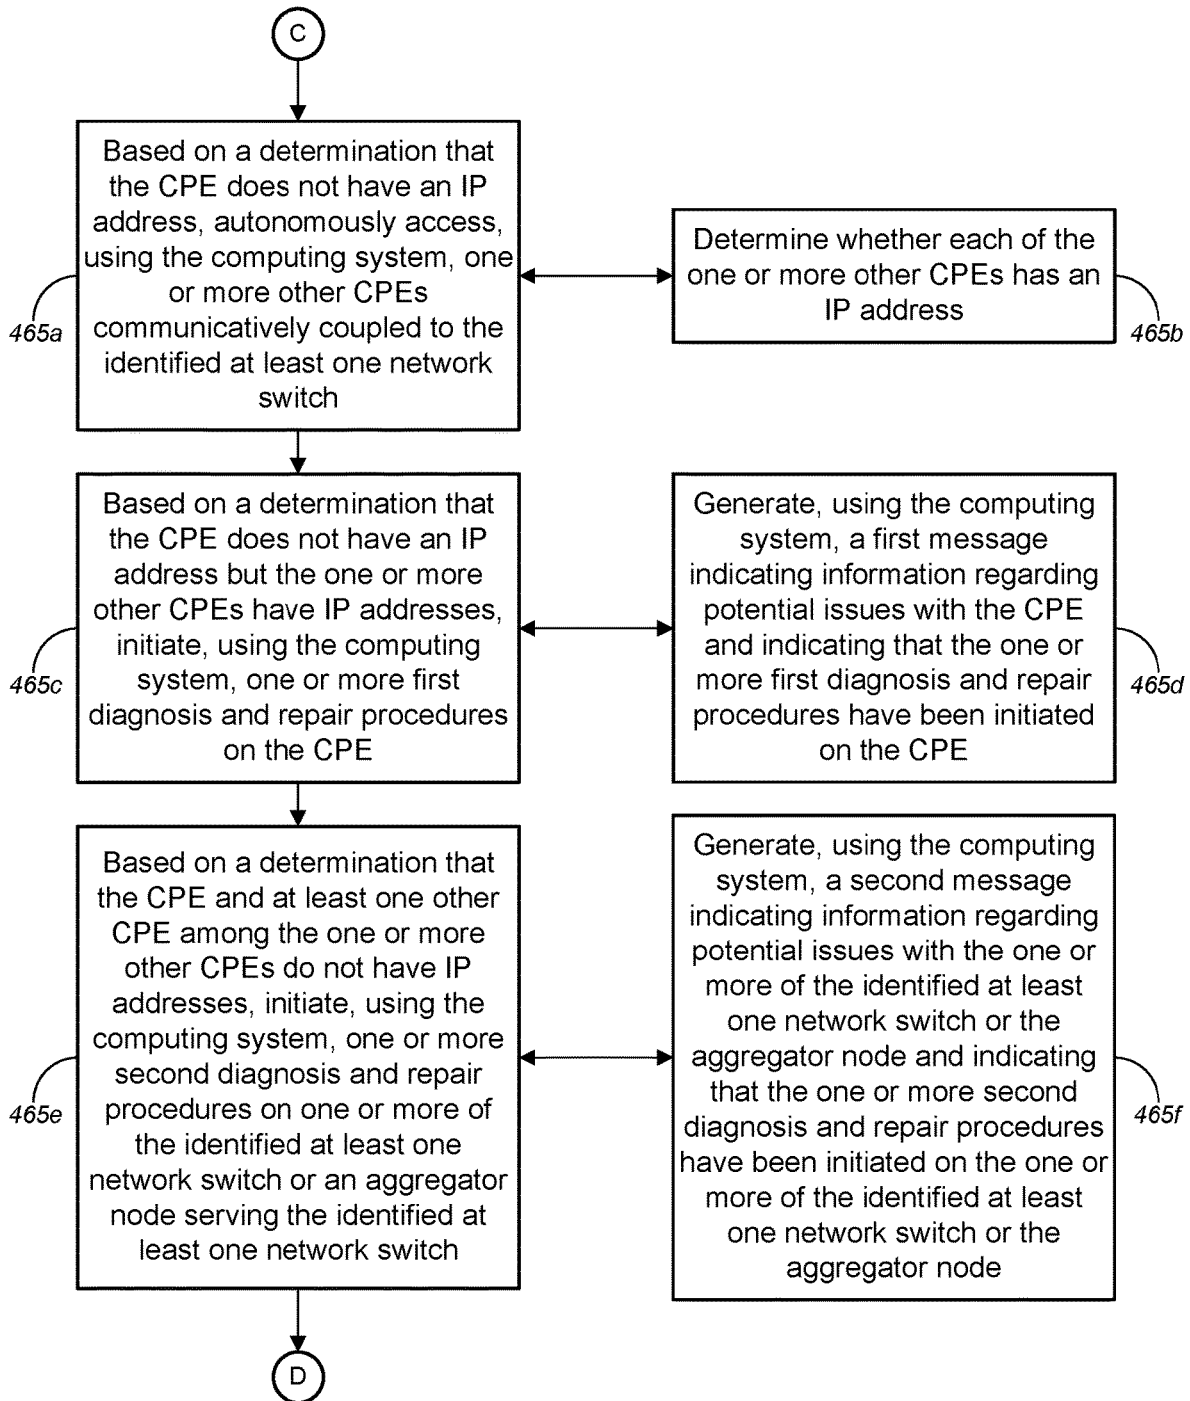 C
Based on a determination that
the CPE does not have an IP
address, autonomously access,
using the computing system, one
or more other CPEs
communicatively coupled to the
identified at least one network
switch
465a
Determine whether each of the
one or more other CPEs has an
IP address
465b
Based on a determination that
the CPE does not have an IP
address but the one or more
other CPEs have IP addresses,
initiate, using the computing
system, one or more first
diagnosis and repair procedures
on the CPE
465c
Generate, using the computing
system, a first message
indicating information regarding
potential issues with the CPE
and indicating that the one or
more first diagnosis and repair
procedures have been initiated
on the CPE
465d
Based on a determination that
the CPE and at least one other
CPE among the one or more
other CPEs do not have IP
addresses, initiate, using the
computing system, one or more
second diagnosis and repair
procedures on one or more of
the identified at least one
network switch or an aggregator
node serving the identified at
least one network switch
465e
Generate, using the computing
system, a second message
indicating information regarding
potential issues with the one or
more of the identified at least
one network switch or the
aggregator node and indicating
that the one or more second
diagnosis and repair procedures
have been initiated on the one or
more of the identified at least
one network switch or the
aggregator node
465f
D